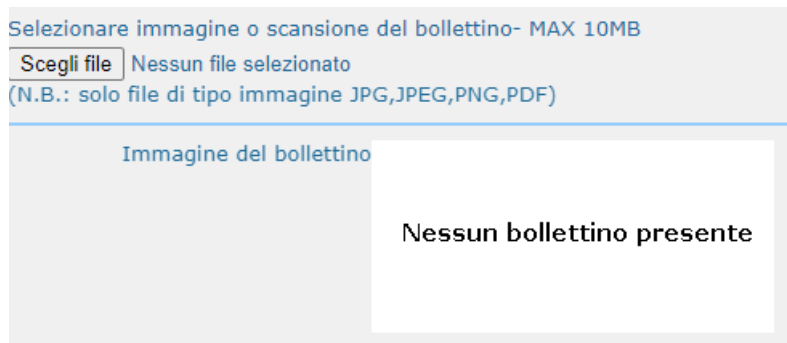 Selezionare immagine o scansione del bollettino- MAX 10MB
Scegli file Nessun file selezionato
(N.B.: solo file di tipo immagine JPG,JPEG,PNG,PDF)
Immagine del bollettino
Nessun bollettino presente